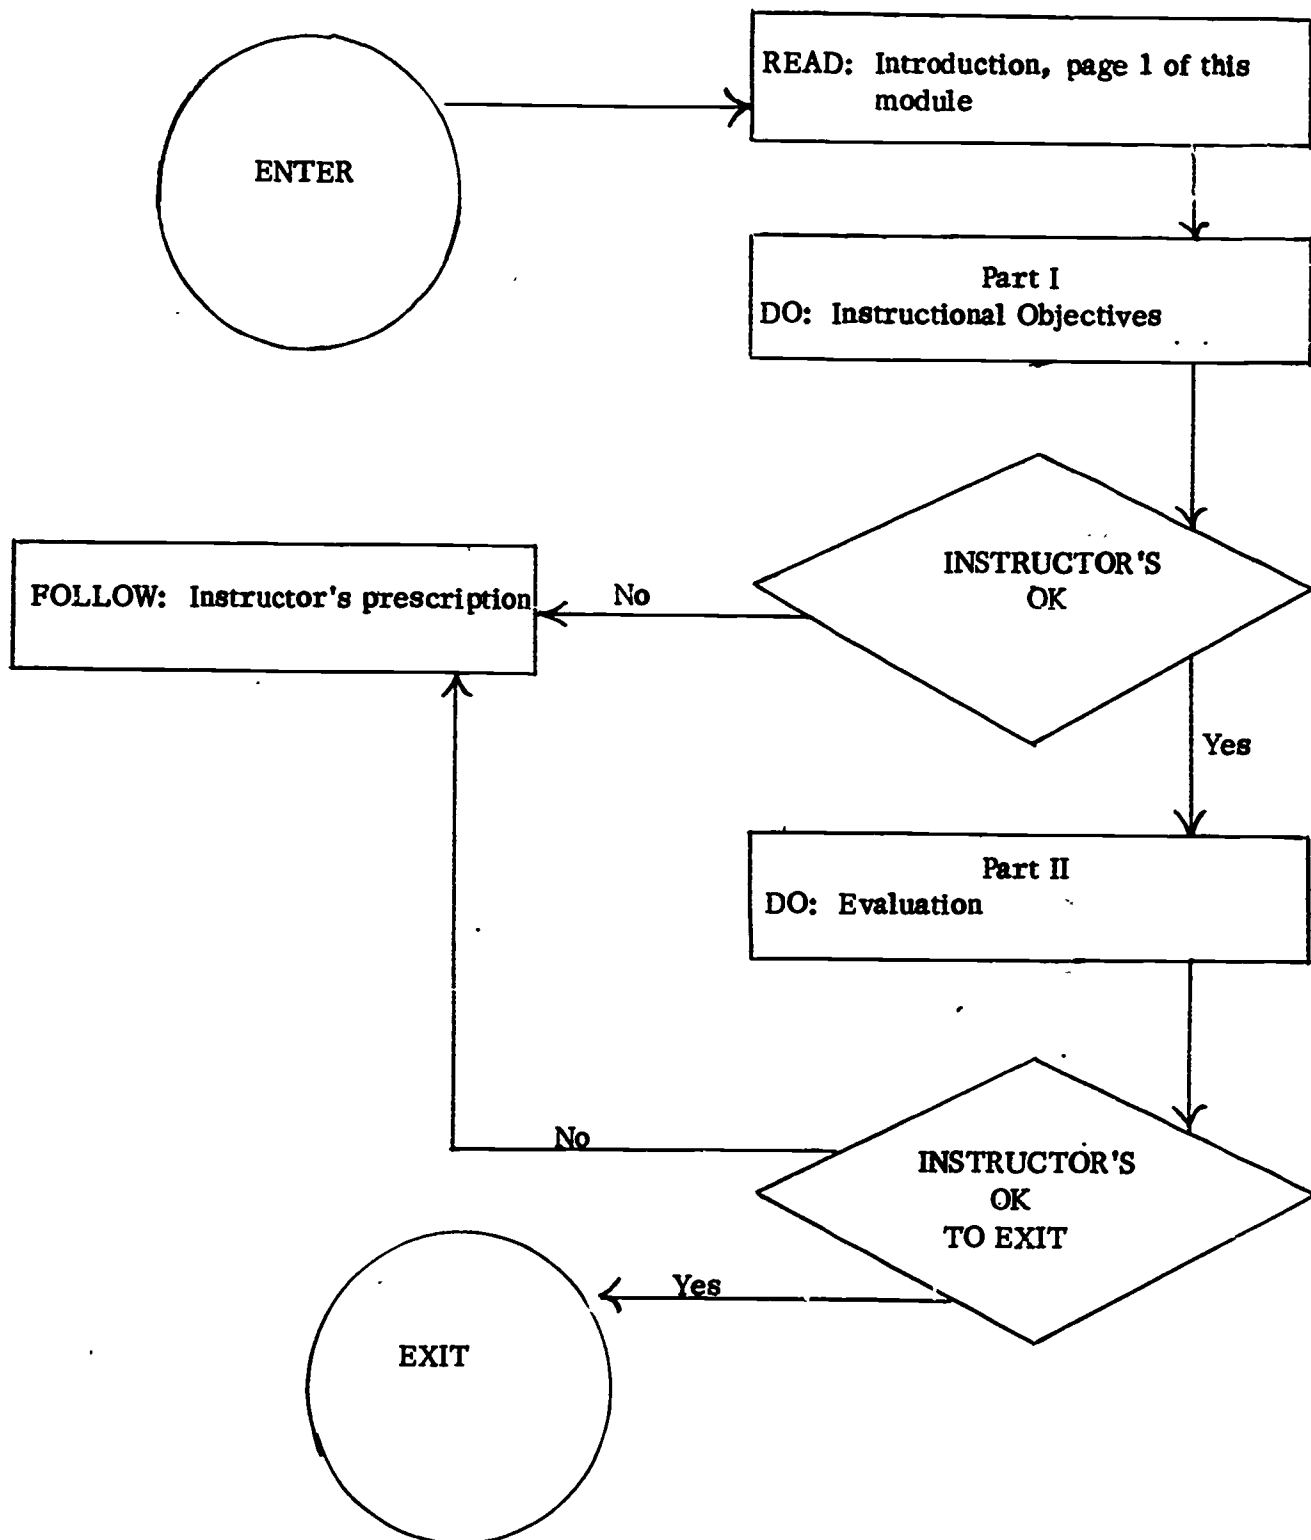 READ: Introduction, page 1 of this
module
ENTER
Part I
DO: Instructional Objectives
INSTRUCTOR'S
OK
No
FOLLOW: Instructor's prescription
Yes
Part II
DO: Evaluation
INSTRUCTOR'S
OK
TO EXIT
No
Yes
EXIT